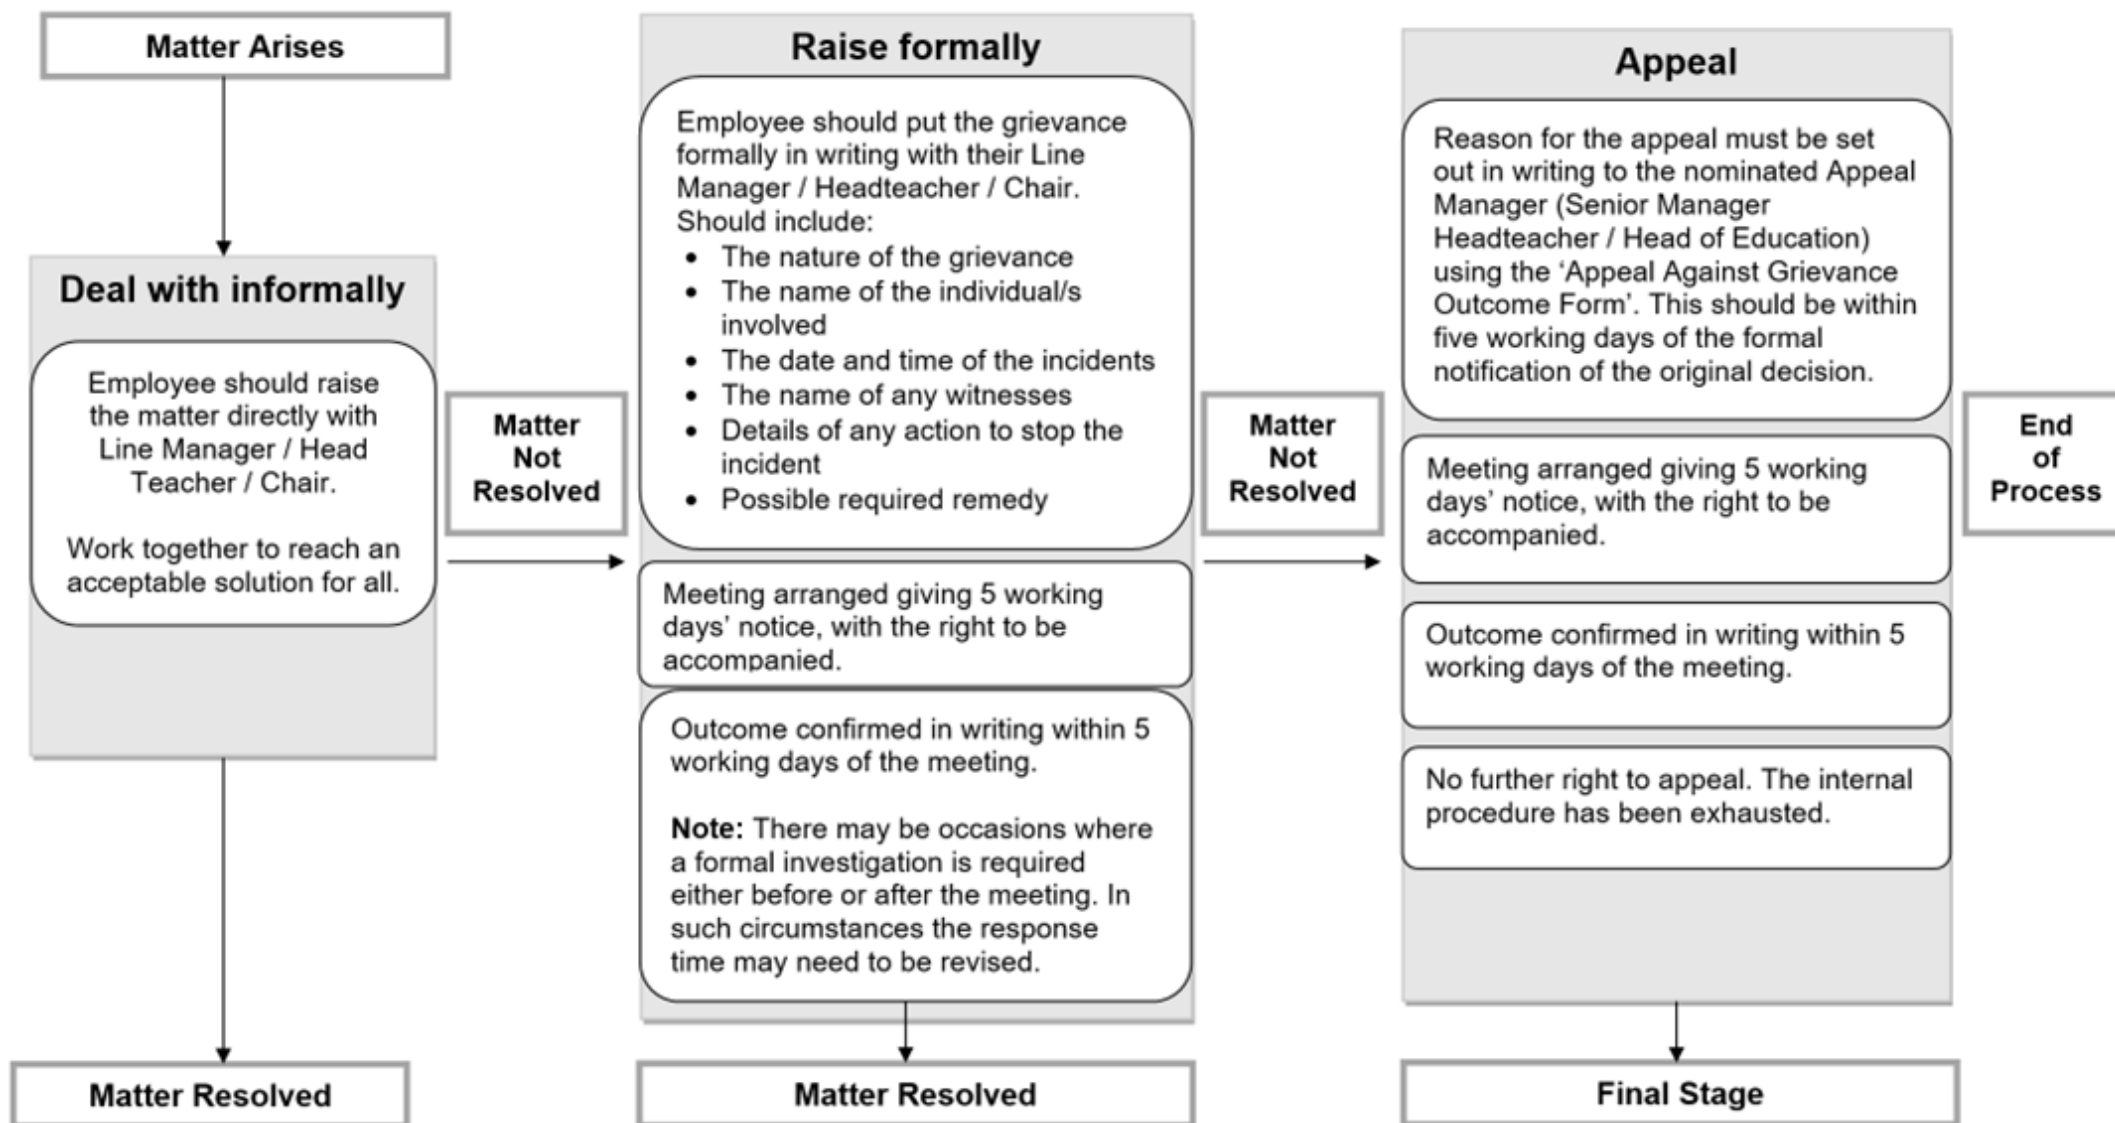 Matter Arises
Deal with informally
Employee should raise
the matter directly with
Line Manager / Head
Teacher / Chair.
Work together to reach an
acceptable solution for all.
Matter Resolved
Matter
Not
Resolved
Raise formally
Employee should put the grievance
formally in writing with their Line
Manager / Headteacher / Chair.
Should include:
• The nature of the grievance
• The name of the individual/s
involved
• The date and time of the incidents
• The name of any witnesses
• Details of any action to stop the
incident
• Possible required remedy
Meeting arranged giving 5 working
days’ notice, with the right to be
accompanied.
Outcome confirmed in writing within 5
working days of the meeting.
Note: There may be occasions where
a formal investigation is required
either before or after the meeting. In
such circumstances the response
time may need to be revised.
Matter Resolved
Matter
Not
Resolved
Appeal
Reason for the appeal must be set
out in writing to the nominated Appeal
Manager (Senior Manager
Headteacher / Head of Education)
using the ‘Appeal Against Grievance
Outcome Form’. This should be within
five working days of the formal
notification of the original decision.
Meeting arranged giving 5 working
days’ notice, with the right to be
accompanied.
Outcome confirmed in writing within 5
working days of the meeting.
No further right to appeal. The internal
procedure has been exhausted.
Final Stage
End
of
Process